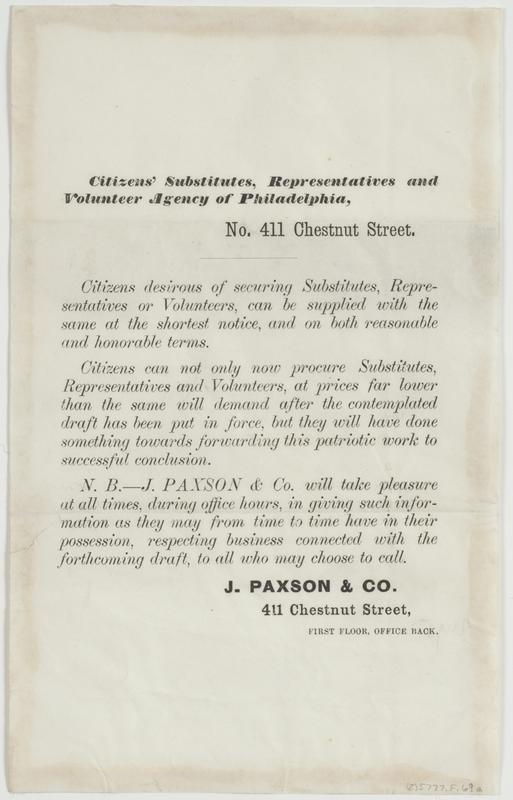 Citizens' Substitutes, Representatives and
Volunteer Agency of Philadelphia,
No. 411 Chestnut Street.
Citizens desirous of securing Substitutes, Repre-
sentatives or Volunteers, can be supplied with the
same at the shortest notice, and on both reasonable
and honorable terms.
Citizens can not only now procure Substitutes,
Representatives and Volunteers, at prices far lower
than the same will demand after the contemplated
draft has been put in force, but they will have done
something towards forwarding this patriotic work to
successful conclusion.
N. B.—J. PAXSON & Co. will take pleasure
at all times, during office hours, in giving such infor-
mation as they may from time to time have in their
possession, respecting business connected with the
forthcoming draft, to all who may choose to call.
J. PAXSON & CO.
411 Chestnut Street,
FIRST FLOOR, OFFICE BACK.
5777.F.69a